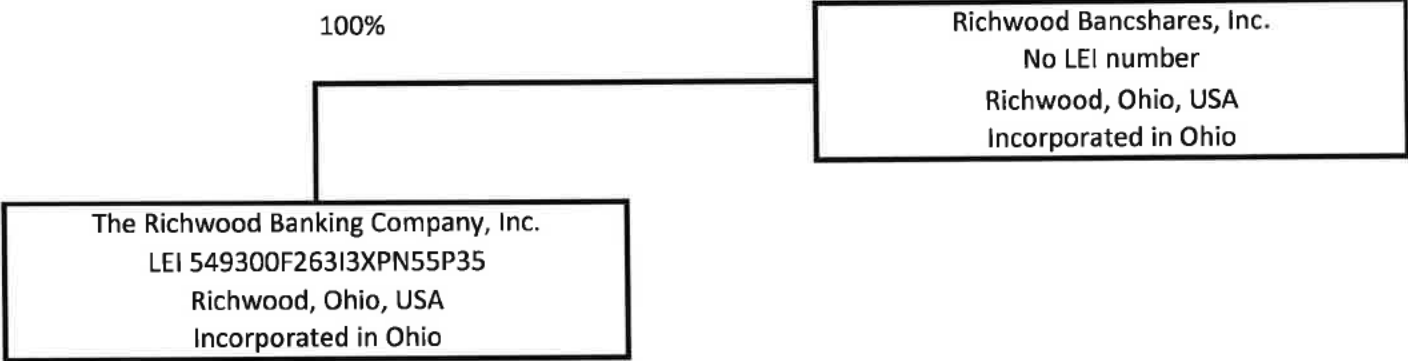 100%
Richwood Bancshares, Inc.
No LEI number
Richwood, Ohio, USA
Incorporated in Ohio
The Richwood Banking Company, Inc.
LEI 549300F263I3XPN55P35
Richwood, Ohio, USA
Incorporated in Ohio